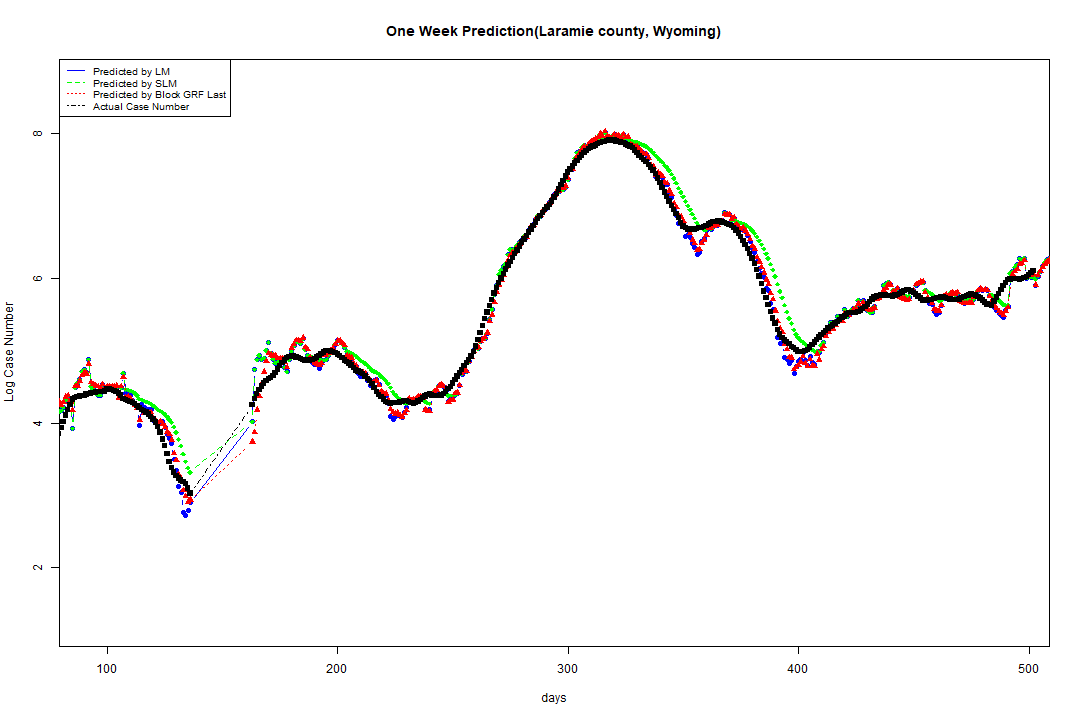 One Week Prediction(Laramie county, Wyoming)
Predicted by LM
Predicted by SLM
Predicted by Block GRF Last
Actual Case Number
8
6
4
2
Log Case Number
100 200 300 400 500
days